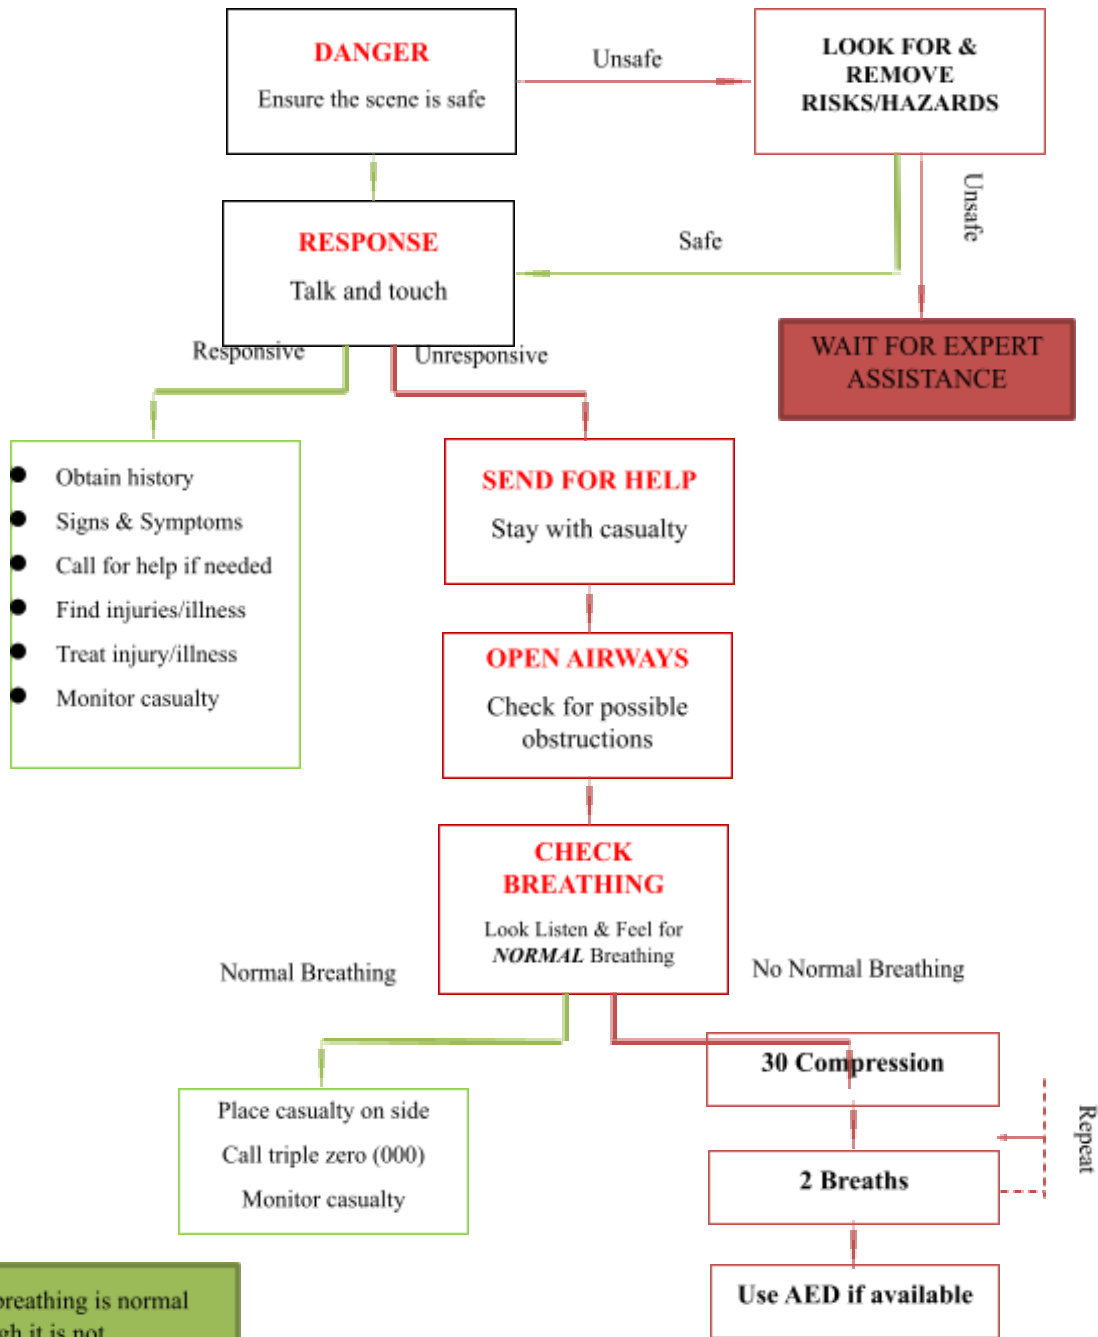 DANGER
Ensure the scene is safe
Unsafe
LOOK FOR &
REMOVE
RISKS/HAZARDS
Unsafe
Safe
RESPONSE
Talk and touch
WAIT FOR EXPERT
ASSISTANCE
Responsive
Unresponsive
Obtain history
Signs & Symptoms
Call for help if needed
Find injuries/illness
Treat injury/illness
Monitor casualty
SEND FOR HELP
Stay with casualty
OPEN AIRWAYS
Check for possible
obstructions
CHECK
BREATHING
Look Listen & Feel for
NORMAL Breathing
Normal Breathing
No Normal Breathing
Place casualty on side
Call triple zero (000)
Monitor casualty
30 Compression
2 Breaths
Repeat
Use AED if available
breathing is normal
it is not